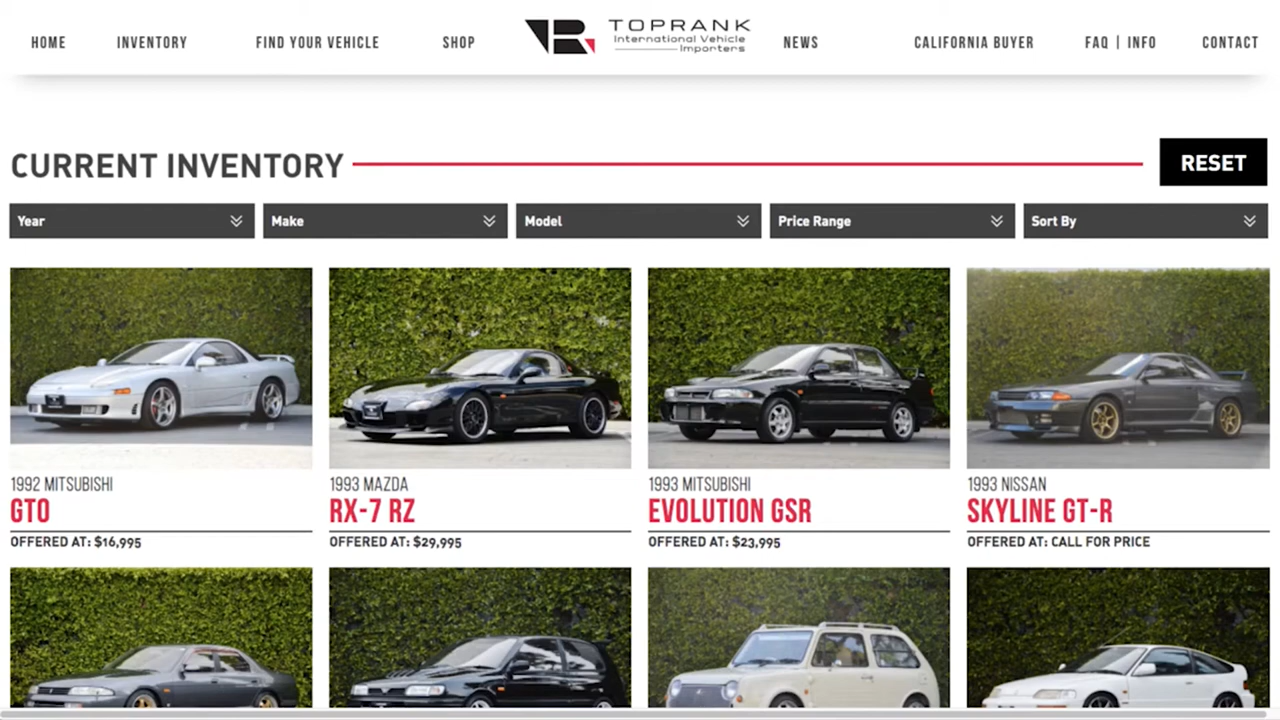 HOME
INVENTORY
FIND YOUR VEHICLE
SHOP
TOPRANK
International Vehicle
Importers
NEWS
CALIFORNIA BUYER
FAQ | INFO
CONTACT
CURRENT INVENTORY
RESET
Year
Make
Model
Price Range
Sort By
1992 MITSUBISHI
GTO
OFFERED AT: $16,995
1993 MAZDA
RX-7 RZ
OFFERED AT: $29,995
1993 MITSUBISHI
EVOLUTION GSR
OFFERED AT: $23,995
1993 NISSAN
SKYLINE GT-R
OFFERED AT: CALL FOR PRICE